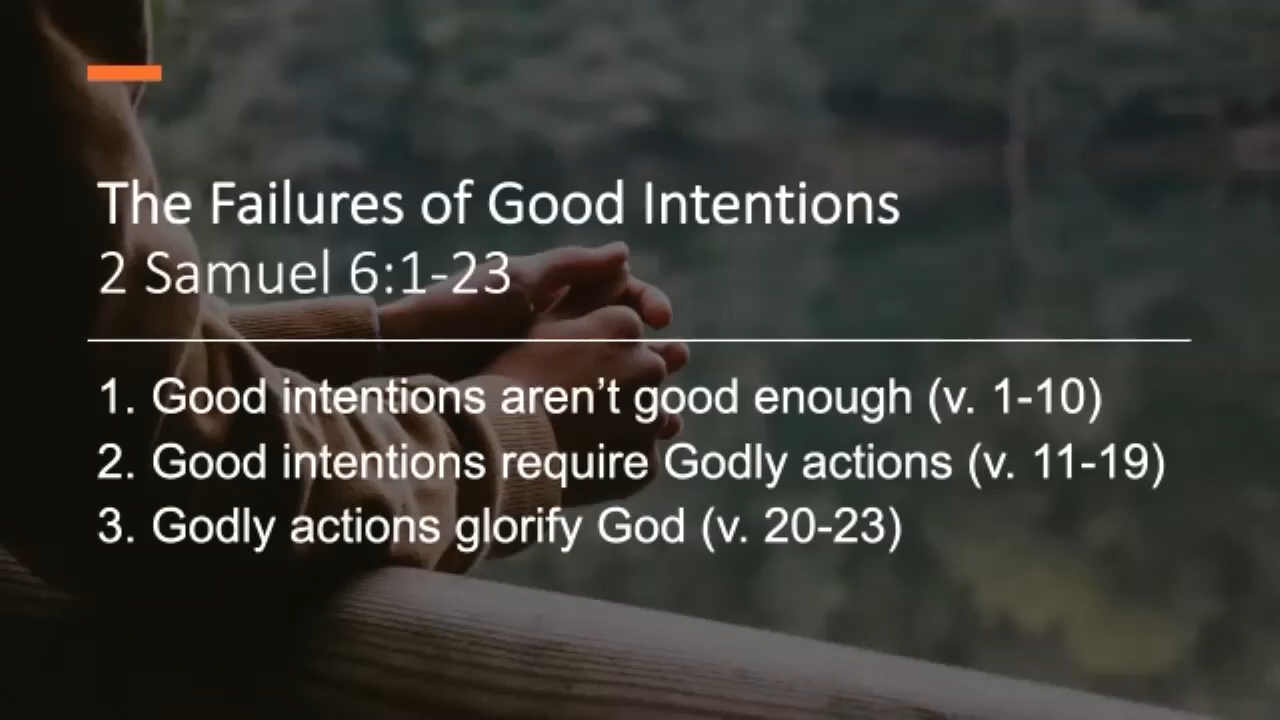 The Failures of Good Intentions
2 Samuel 6:1-23
1. Good intentions aren’t good enough (v. 1-10)
2. Good intentions require Godly actions (v. 11-19)
3. Godly actions glorify God (v. 20-23)